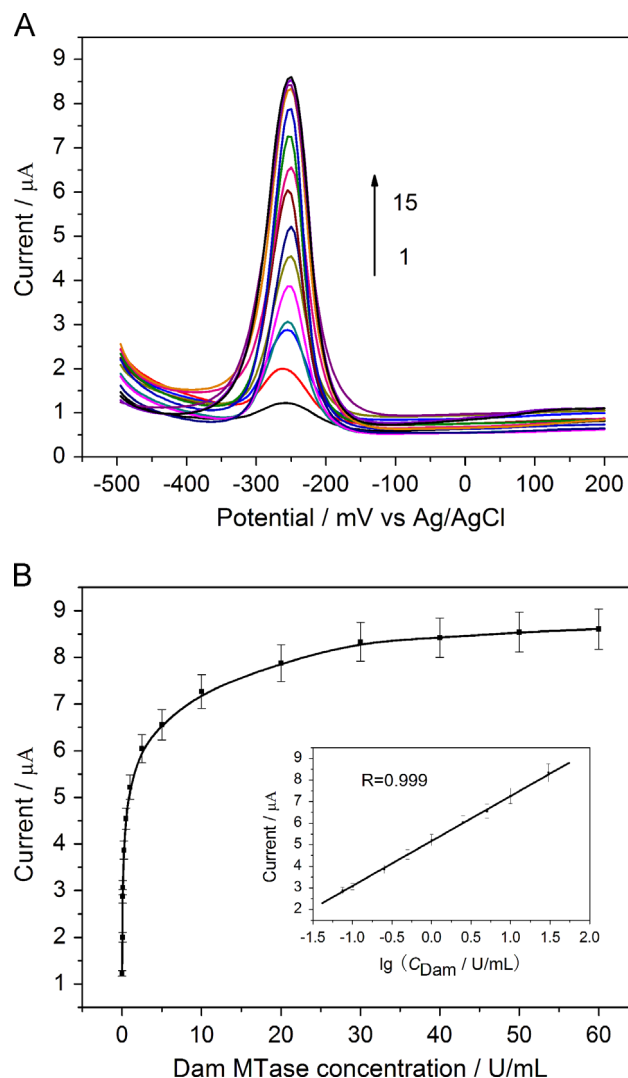 A
9
8
7
6
5
4
3
2
1
0
Current / μA
15
1
-500 -400 -300 -200 -100 0 100 200
Potential / mV vs Ag/AgCl
B
9
8
7
6
5
4
3
2
1
Current / μA
R=0.999
9
8
7
6
5
4
3
2
Current / μA
-1.5 -1.0 -0.5 0.0 0.5 1.0 1.5 2.0
lg (CDam / U/mL)
0 10 20 30 40 50 60
Dam MTase concentration / U/mL